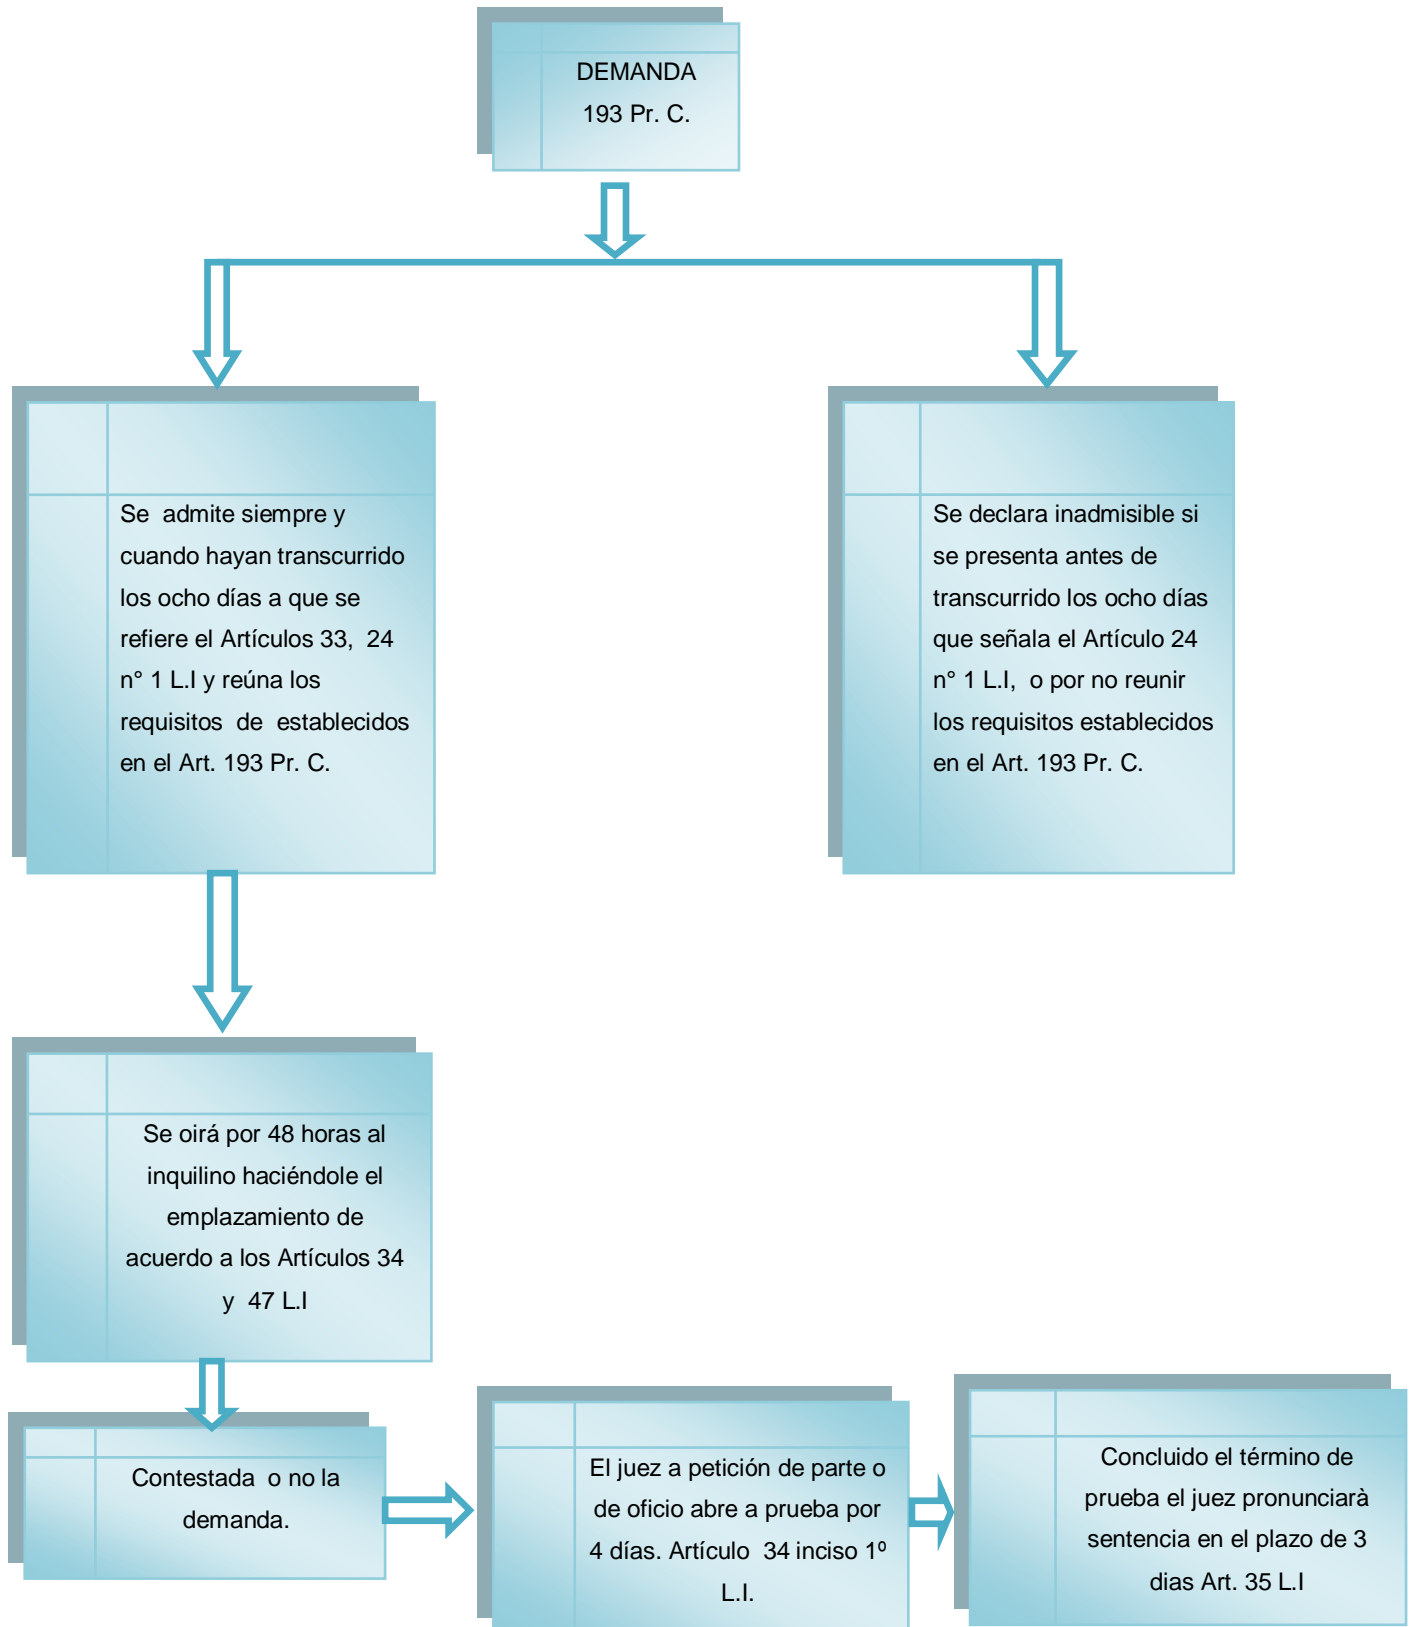 DEMANDA
193 Pr. C.
Se admite siempre y
cuando hayan transcurrido
los ocho días a que se
refiere el Artículos 33, 24
n° 1 L.I y reúna los
requisitos de establecidos
en el Art. 193 Pr. C.
Se declara inadmisible si
se presenta antes de
transcurrido los ocho días
que señala el Artículo 24
n° 1 L.I, o por no reunir
los requisitos establecidos
en el Art. 193 Pr. C.
Se oirá por 48 horas al
inquilino haciéndole el
emplazamiento de
acuerdo a los Artículos 34
y 47 L.I
Contestada o no la
demanda.
El juez a petición de parte o
de oficio abre a prueba por
4 días. Artículo 34 inciso 1º
L.I.
Concluido el término de
prueba el juez pronunciarà
sentencia en el plazo de 3
dias Art. 35 L.I